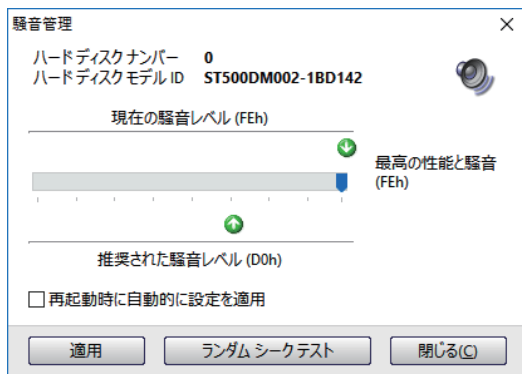 騒音管理
ハードディスク ナンバー 0
ハードディスク モデル ID ST500DM002-1BD142
現在の騒音レベル (FEh)
最高の性能と騒音
(FEh)
推奨された騒音レベル (D0h)
再起動時に自動的に設定を適用
適用 ランダム シーク テスト 閉じる(C)